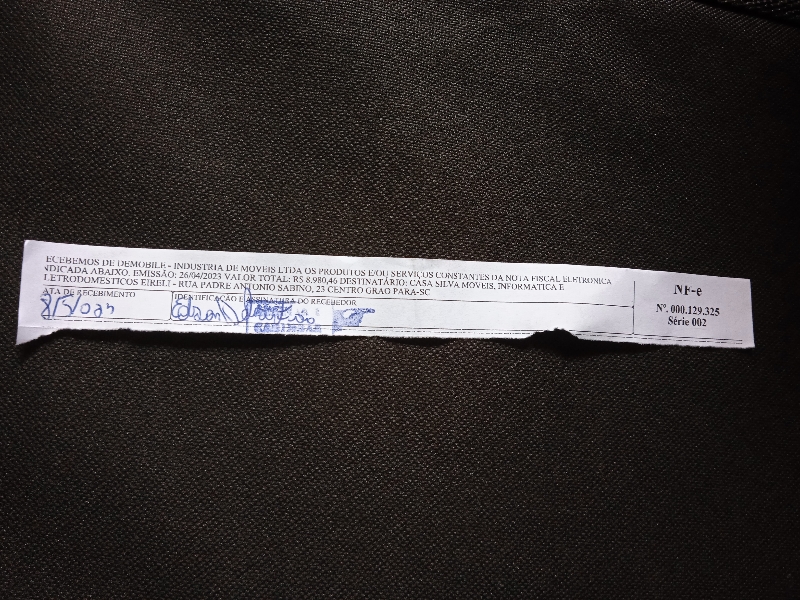 ECEBEMOS DE DEMOBILE - INDUSTRIA DE MOVEIS LTDA OS PRODUTOS E/OU SERVIÇOS CONSTANTES DA NOTA FISCAL ELETRONICA
NDICADA ABAIXO. EMISSÃO: 26/04/2023 VALOR TOTAL: R$ 8.980,46 DESTINATÁRIO: CASA SILVA MOVEIS, INFORMATICA E
LETRODOMESTICOS EIRELI - RUA PADRE ANTONIO SABINO, 23 CENTRO GRAO PARA-SC
ATA DE RECEBIMENTO
IDENTIFICAÇÃO E ASSINATURA DO RECEBEDOR
NF-e
Nº. 000.129.325
Série 002